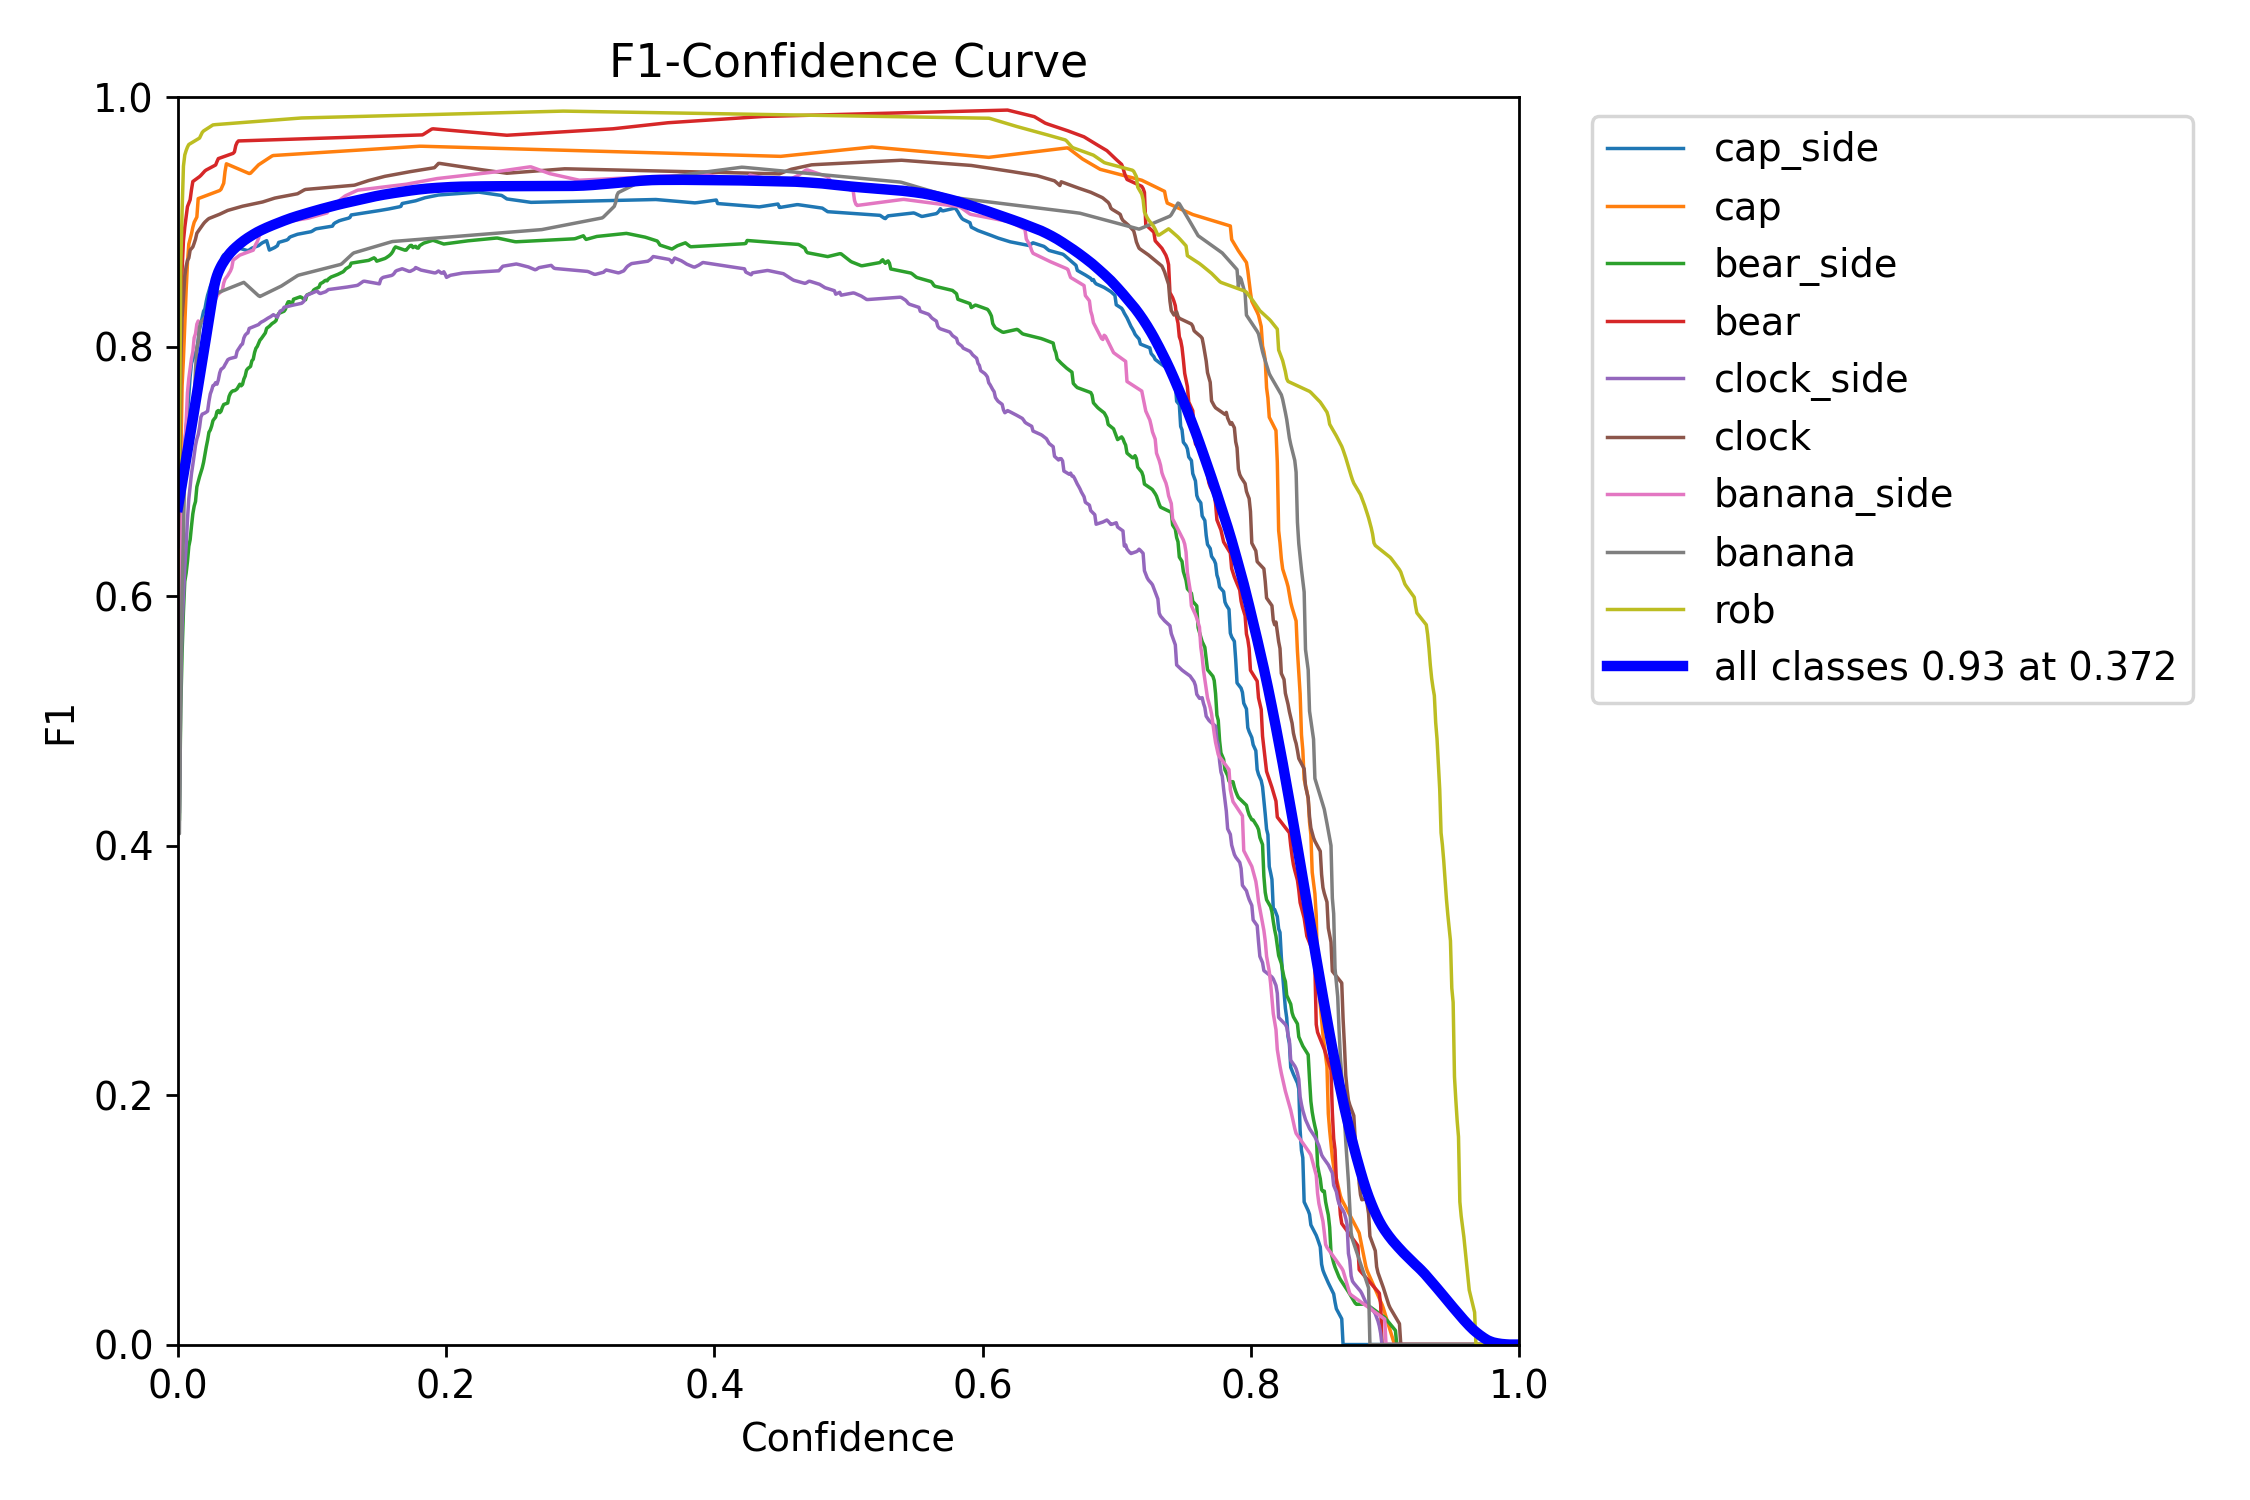 F1-Confidence Curve
1.0
0.8
0.6
0.4
0.2
0.0
F1
0.0 0.2 0.4 0.6 0.8 1.0
Confidence
cap_side
cap
bear_side
bear
clock_side
clock
banana_side
banana
rob
all classes 0.93 at 0.372